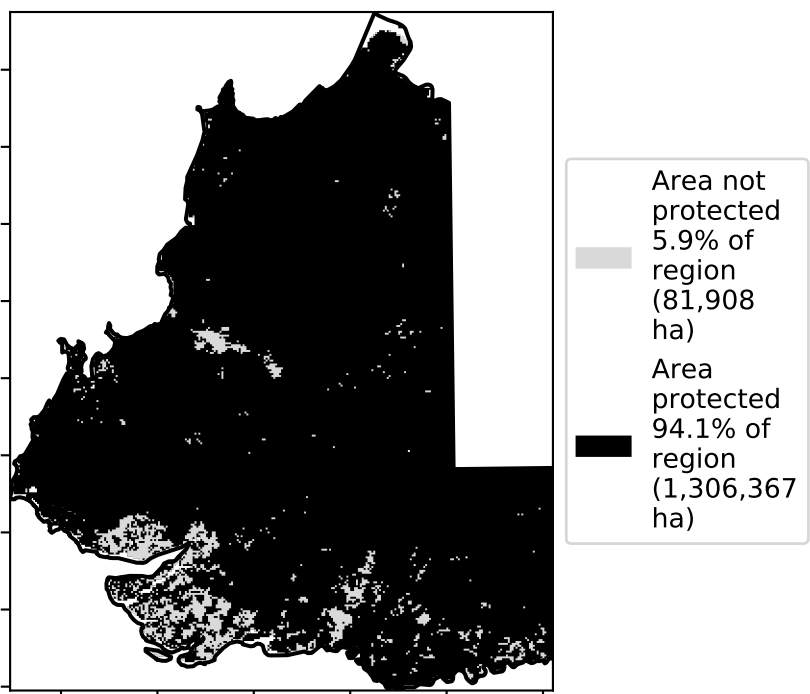 Area not
protected
5.9% of
region
(81,908
ha)
Area
protected
94.1% of
region
(1,306,367
ha)